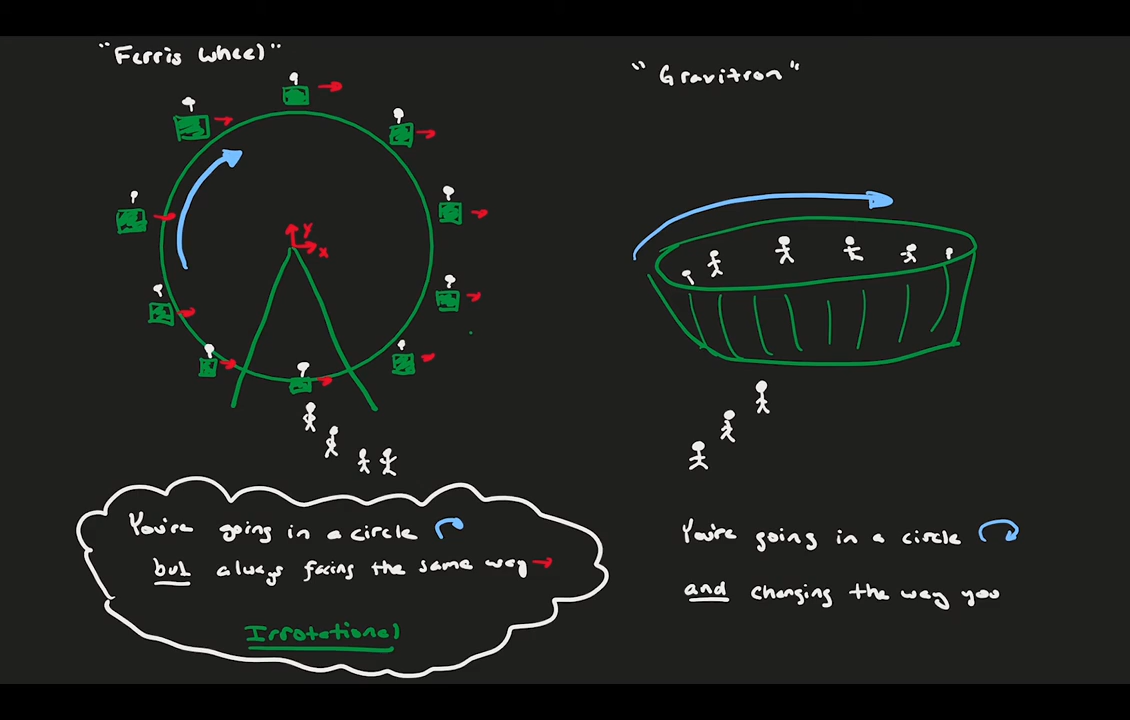 "Ferris wheel"
"Gravitron"
Y
x
You're going in a circle
but always facing the same way
Irrotational
You're going in a circle
and changing the way you